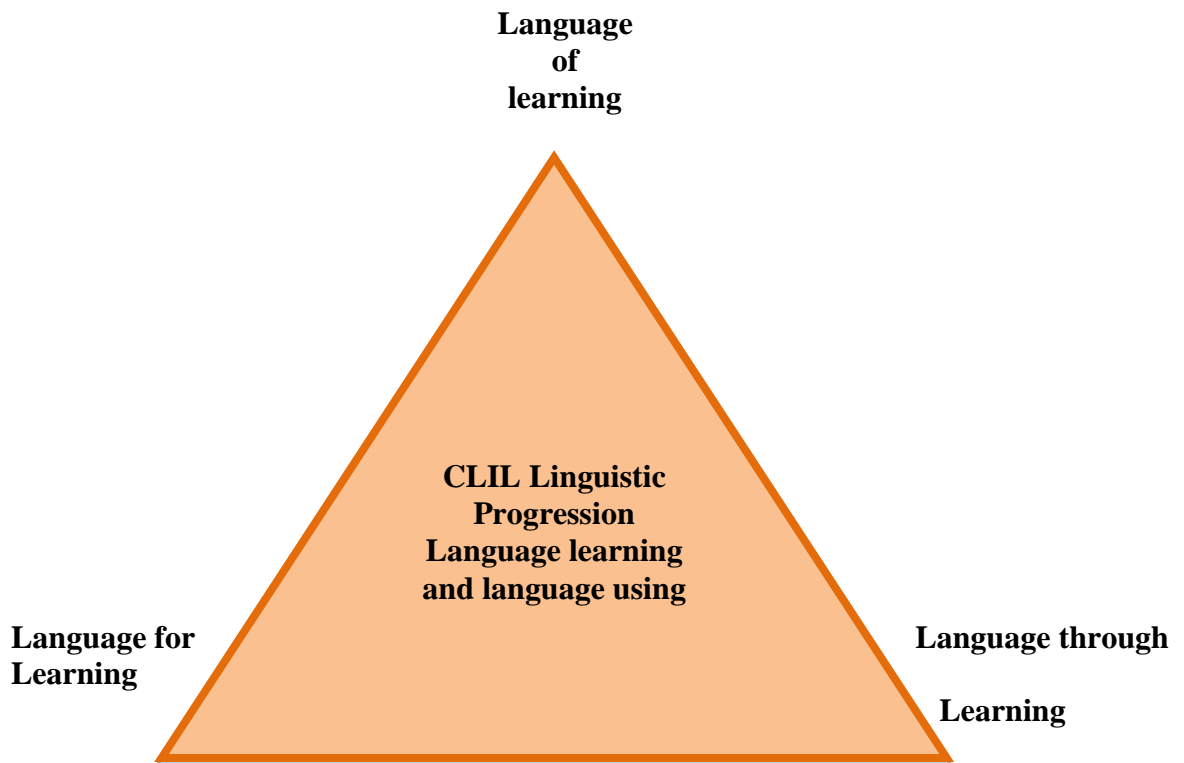 Language
of
learning
CLIL Linguistic
Progression
Language learning
and language using
Language for
Learning
Language through
Learning